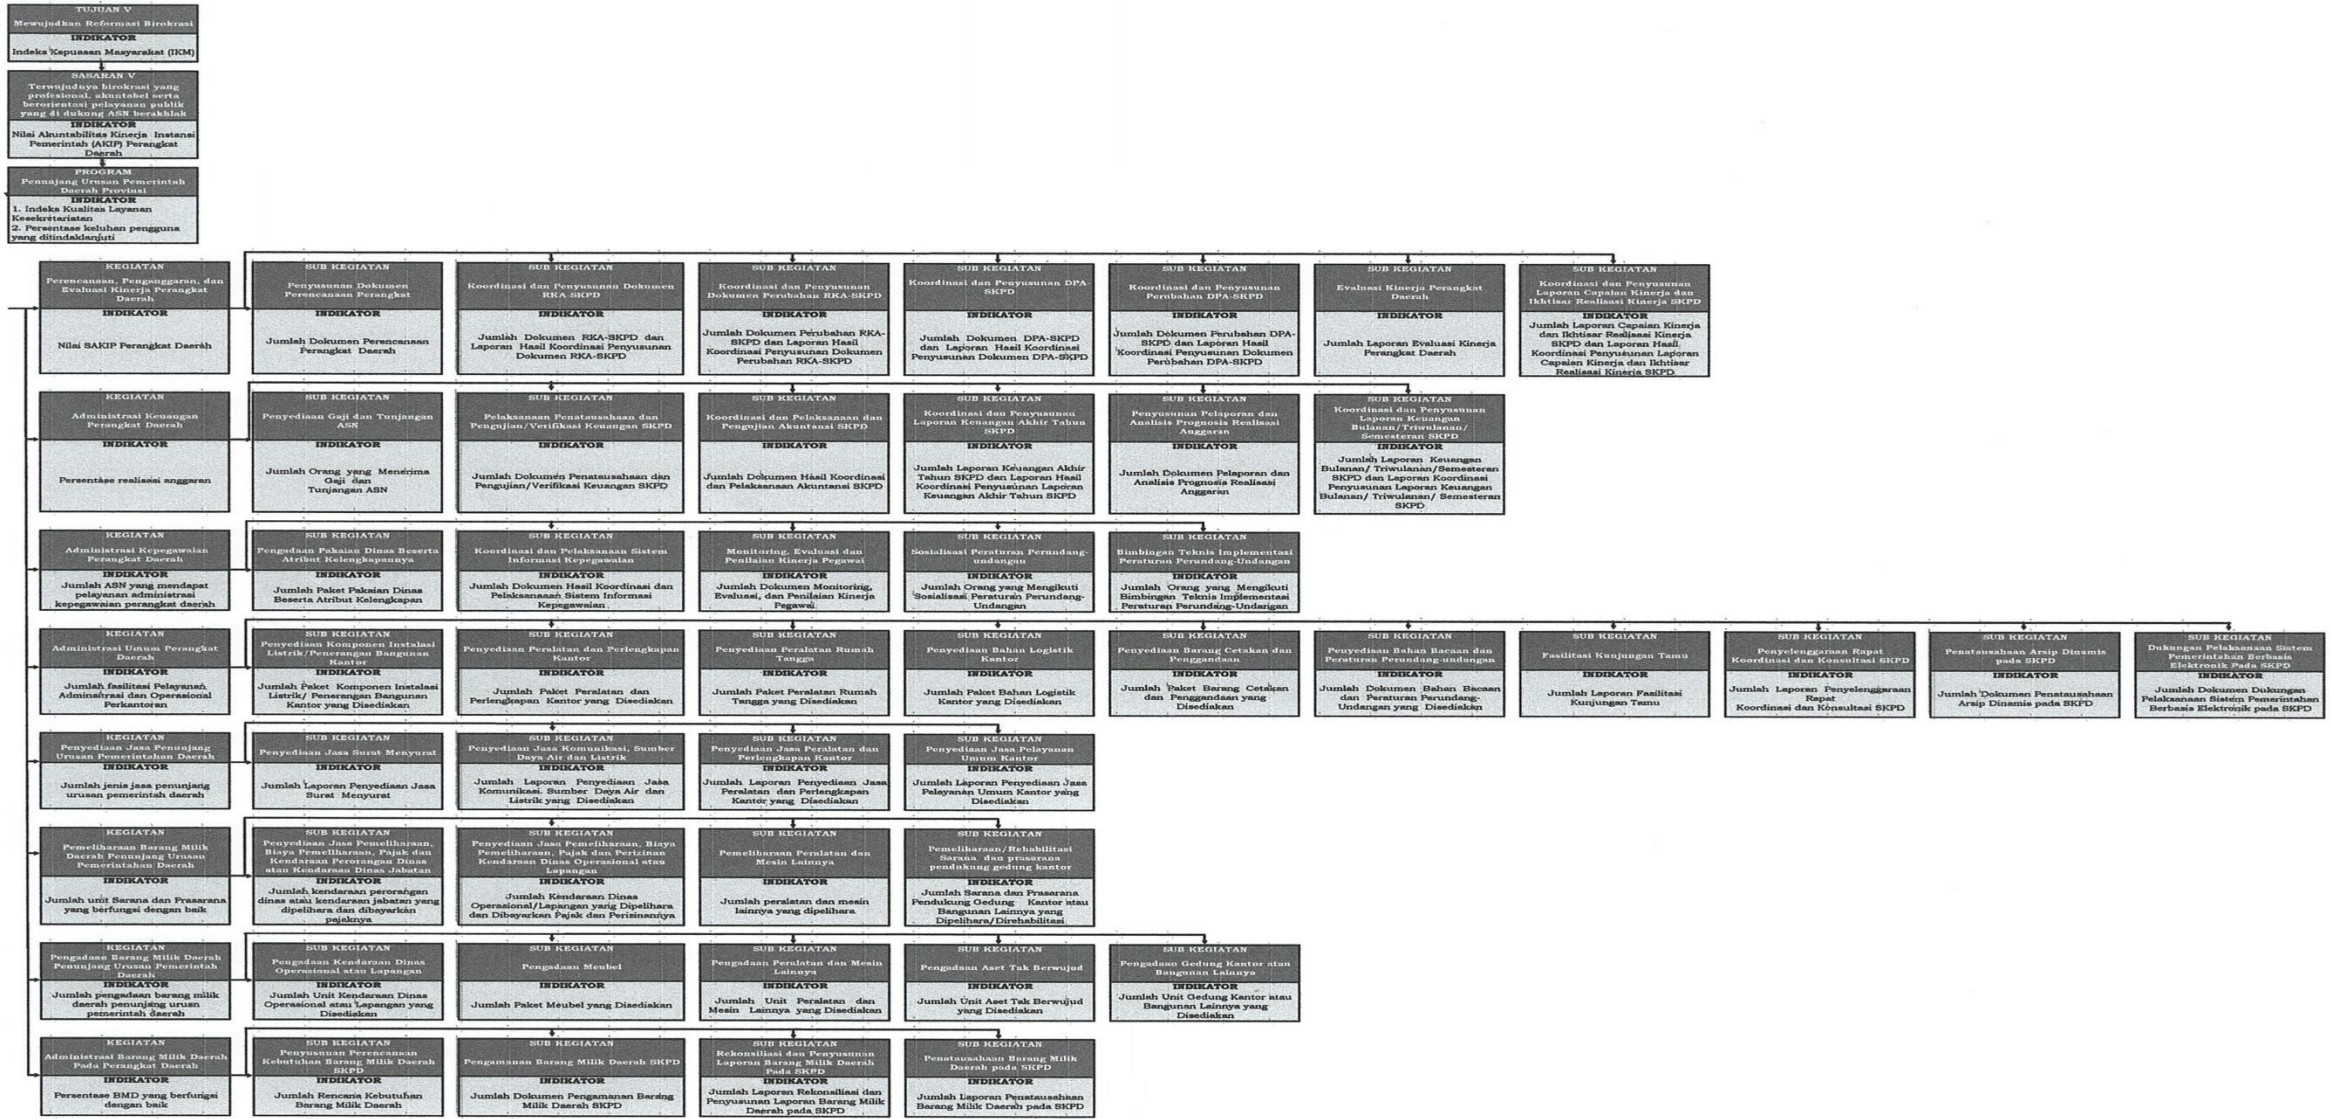 TUJUAN V
Mewujudkan Reformasi Birokrasi
INDIKATOR
Indeks Kepuasan Masyarakat (IKM)
SASARAN V
Terwujudnya birokrasi yang
profesional, akuntabel serta
berorientasi pelayanan publik
yang di dukung ASN berakhlak
INDIKATOR
Nilai Akuntabilitas Kinerja Instansi
Pemerintah (AKIP) Perangkat
Daerah
PROGRAM
Penunjang Urusan Pemerintah
Daerah Provinsi
INDIKATOR
1. Indeks Kualitas Layanan
Kesekretariatan
2. Persentase keluhan pengguna
yang ditindaklanjuti
KEGIATAN
Perencanaan, Penganggaran, dan
Evaluasi Kinerja Perangkat
Daerah
INDIKATOR
Nilai SAKIP Perangkat Daerah
SUB KEGIATAN
Penyusunan Dokumen
Perencanaan Perangkat
INDIKATOR
Jumlah Dokumen Perencanaan
Perangkat Daerah
SUB KEGIATAN
Koordinasi dan Penyusunan Dokumen
RKA-SKPD
INDIKATOR
Jumlah Dokumen RKA-SKPD dan
Laporan Hasil Koordinasi Penyusunan
Dokumen RKA-SKPD
SUB KEGIATAN
Koordinasi dan Penyusunan
Dokumen Perubahan RKA-SKPD
INDIKATOR
Jumlah Dokumen Perubahan RKA-
SKPD dan Laporan Hasil
Koordinasi Penyusunan Dokumen
Perubahan RKA-SKPD
SUB KEGIATAN
Koordinasi dan Penyusunan DPA-
SKPD
INDIKATOR
Jumlah Dokumen DPA-SKPD
dan Laporan Hasil Koordinasi
Penyusunan Dokumen DPA-SKPD
SUB KEGIATAN
Koordinasi dan Penyusunan
Perubahan DPA-SKPD
INDIKATOR
Jumlah Dokumen Perubahan DPA-
SKPD dan Laporan Hasil
Koordinasi Penyusunan Dokumen
Perubahan DPA-SKPD
SUB KEGIATAN
Evaluasi Kinerja Perangkat
Daerah
INDIKATOR
Jumlah Laporan Evaluasi Kinerja
Perangkat Daerah
SUB KEGIATAN
Koordinasi dan Penyusunan
Laporan Capaian Kinerja dan
Ikhtisar Realisasi Kinerja SKPD
INDIKATOR
Jumlah Laporan Capaian Kinerja
dan Ikhtisar Realisasi Kinerja
SKPD dan Laporan Hasil
Koordinasi Penyusunan Laporan
Capaian Kinerja dan Ikhtisar
Realisasi Kinerja SKPD
KEGIATAN
Administrasi Keuangan
Perangkat Daerah
INDIKATOR
Persentase realisasi anggaran
SUB KEGIATAN
Penyediaan Gaji dan Tunjangan
ASN
INDIKATOR
Jumlah Orang yang Menerima
Gaji dan
Tunjangan ASN
SUB KEGIATAN
Pelaksanaan Penatausahaan dan
Pengujian/Verifikasi Keuangan SKPD
INDIKATOR
Jumlah Dokumen Penatausahaan dan
Pengujian/Verifikasi Keuangan SKPD
SUB KEGIATAN
Koordinasi dan Pelaksanaan dan
Pengujian Akuntansi SKPD
INDIKATOR
Jumlah Dokumen Hasil Koordinasi
dan Pelaksanaan Akuntansi SKPD
SUB KEGIATAN
Koordinasi dan Penyusunan
Laporan Keuangan Akhir Tahun
SKPD
INDIKATOR
Jumlah Laporan Keuangan Akhir
Tahun SKPD dan Laporan Hasil
Koordinasi Penyusunan Laporan
Keuangan Akhir Tahun SKPD
SUB KEGIATAN
Penyusunan Pelaporan dan
Analisis Prognosis Realisasi
Anggaran
INDIKATOR
Jumlah Dokumen Pelaporan dan
Analisis Prognosis Realisasi
Anggaran
SUB KEGIATAN
Koordinasi dan Penyusunan
Laporan Keuangan
Bulanan/Triwulanan/
Semesteran SKPD
INDIKATOR
Jumlah Laporan Keuangan
Bulanan/ Triwulanan/Semesteran
SKPD dan Laporan Koordinasi
Penyusunan Laporan Keuangan
Bulanan/ Triwulanan/ Semesteran
SKPD
KEGIATAN
Administrasi Kepegawaian
Perangkat Daerah
INDIKATOR
Jumlah ASN yang mendapat
pelayanan administrasi
kepegawaian perangkat daerah
SUB KEGIATAN
Pengadaan Pakaian Dinas Beserta
Atribut Kelengkapannya
INDIKATOR
Jumlah Paket Pakaian Dinas
Beserta Atribut Kelengkapan
SUB KEGIATAN
Koordinasi dan Pelaksanaan Sistem
Informasi Kepegawaian
INDIKATOR
Jumlah Dokumen Hasil Koordinasi dan
Pelaksanaan Sistem Informasi
Kepegawaian
SUB KEGIATAN
Monitoring, Evaluasi dan
Penilaian Kinerja Pegawai
INDIKATOR
Jumlah Dokumen Monitoring,
Evaluasi, dan Penilaian Kinerja
Pegawai
SUB KEGIATAN
Sosialisasi Peraturan Perundang-
undangan
INDIKATOR
Jumlah Orang yang Mengikuti
Sosialisasi Peraturan Perundang-
Undangan
SUB KEGIATAN
Bimbingan Teknis Implementasi
Peraturan Perundang-Undangan
INDIKATOR
Jumlah Orang yang Mengikuti
Bimbingan Teknis Implementasi
Peraturan Perundang-Undangan
KEGIATAN
Administrasi Umum Perangkat
Daerah
INDIKATOR
Jumlah fasilitasi Pelayanan
Adminsitrasi dan Operasional
Perkantoran
SUB KEGIATAN
Penyediaan Komponen Instalasi
Listrik/Penerangan Bangunan
Kantor
INDIKATOR
Jumlah Paket Komponen Instalasi
Listrik/ Penerangan Bangunan
Kantor yang Disediakan
SUB KEGIATAN
Penyediaan Peralatan dan Perlengkapan
Kantor
INDIKATOR
Jumlah Paket Peralatan dan
Perlengkapan Kantor yang Disediakan
SUB KEGIATAN
Penyediaan Peralatan Rumah
Tangga
INDIKATOR
Jumlah Paket Peralatan Rumah
Tangga yang Disediakan
SUB KEGIATAN
Penyediaan Bahan Logistik
Kantor
INDIKATOR
Jumlah Paket Bahan Logistik
Kantor yang Disediakan
SUB KEGIATAN
Penyediaan Barang Cetakan dan
Penggandaan
INDIKATOR
Jumlah Paket Barang Cetakan
dan Penggandaan yang
Disediakan
SUB KEGIATAN
Penyediaan Bahan Bacaan dan
Peraturan Perundang-undangan
INDIKATOR
Jumlah Dokumen Bahan Bacaan
dan Peraturan Perundang-
Undangan yang Disediakan
SUB KEGIATAN
Fasilitasi Kunjungan Tamu
INDIKATOR
Jumlah Laporan Fasilitasi
Kunjungan Tamu
SUB KEGIATAN
Penyelenggaraan Rapat
Koordinasi dan Konsultasi SKPD
INDIKATOR
Jumlah Laporan Penyelenggaraan
Rapat
Koordinasi dan Konsultasi SKPD
SUB KEGIATAN
Penatausahaan Arsip Dinamis
pada SKPD
INDIKATOR
Jumlah Dokumen Penatausahaan
Arsip Dinamis pada SKPD
SUB KEGIATAN
Dukungan Pelaksanaan Sistem
Pemerintahan Berbasis
Elektronik Pada SKPD
INDIKATOR
Jumlah Dokumen Dukungan
Pelaksanaan Sistem Pemerintahan
Berbasis Elektronik pada SKPD
KEGIATAN
Penyediaan Jasa Penunjang
Urusan Pemerintahan Daerah
INDIKATOR
Jumlah jenis jasa penunjang
urusan pemerintah daerah
SUB KEGIATAN
Penyediaan Jasa Surat Menyurat
INDIKATOR
Jumlah Laporan Penyediaan Jasa
Surat Menyurat
SUB KEGIATAN
Penyediaan Jasa Komunikasi, Sumber
Daya Air dan Listrik
INDIKATOR
Jumlah Laporan Penyediaan Jasa
Komunikasi. Sumber Daya Air dan
Listrik yang Disediakan
SUB KEGIATAN
Penyediaan Jasa Peralatan dan
Perlengkapan Kantor
INDIKATOR
Jumlah Laporan Penyediaan Jasa
Peralatan dan Perlengkapan
Kantor yang Disediakan
SUB KEGIATAN
Penyediaan Jasa Pelayanan
Umum Kantor
INDIKATOR
Jumlah Laporan Penyediaan Jasa
Pelayanan Umum Kantor yang
Disediakan
KEGIATAN
Pemeliharaan Barang Milik
Daerah Penunjang Urusan
Pemerintahan Daerah
INDIKATOR
Jumlah unit Sarana dan Prasarana
yang berfungsi dengan baik
SUB KEGIATAN
Penyediaan Jasa Pemeliharaan,
Biaya Pemeliharaan, Pajak dan
Kendaraan Perorangan Dinas
atau Kendaraan Dinas Jabatan
INDIKATOR
Jumlah kendaraan perorangan
dinas atau kendaraan jabatan yang
dipelihara dan dibayarkan
pajaknya
SUB KEGIATAN
Penyediaan Jasa Pemeliharaan, Biaya
Pemeliharaan, Pajak dan Perizinan
Kendaraan Dinas Operasional atau
Lapangan
INDIKATOR
Jumlah Kendaraan Dinas
Operasional/Lapangan yang Dipelihara
dan Dibayarkan Pajak dan Perizinannya
SUB KEGIATAN
Pemeliharaan Peralatan dan
Mesin Lainnya
INDIKATOR
Jumlah peralatan dan mesin
lainnya yang dipelihara
SUB KEGIATAN
Pemeliharaan/Rehabilitasi
Sarana dan prasarana
pendukung gedung kantor
INDIKATOR
Jumlah Sarana dan Prasarana
Pendukung Gedung Kantor atau
Bangunan Lainnya yang
Dipelihara/Direhabilitasi
KEGIATAN
Pengadaan Barang Milik Daerah
Penunjang Urusan Pemerintah
Daerah
INDIKATOR
Jumlah pengadaan barang milik
daerah penunjang urusan
pemerintah daerah
SUB KEGIATAN
Pengadaan Kendaraan Dinas
Operasional atau Lapangan
INDIKATOR
Jumlah Unit Kendaraan Dinas
Operasional atau Lapangan yang
Disediakan
SUB KEGIATAN
Pengadaan Meubel
INDIKATOR
Jumlah Paket Meubel yang Disediakan
SUB KEGIATAN
Pengadaan Peralatan dan Mesin
Lainnya
INDIKATOR
Jumlah Unit Peralatan dan
Mesin Lainnya yang Disediakan
SUB KEGIATAN
Pengadaan Aset Tak Berwujud
INDIKATOR
Jumlah Unit Aset Tak Berwujud
yang Disediakan
SUB KEGIATAN
Pengadaan Gedung Kantor atau
Bangunan Lainnya
INDIKATOR
Jumlah Unit Gedung Kantor atau
Bangunan Lainnya yang
Disediakan
KEGIATAN
Administrasi Barang Milik Daerah
Pada Perangkat Daerah
INDIKATOR
Persentase BMD yang berfungsi
dengan baik
SUB KEGIATAN
Penyusunan Perencanaan
Kebutuhan Barang Milik Daerah
SKPD
INDIKATOR
Jumlah Rencana Kebutuhan
Barang Milik Daerah
SUB KEGIATAN
Pengamanan Barang Milik Daerah SKPD
INDIKATOR
Jumlah Dokumen Pengamanan Barang
Milik Daerah SKPD
SUB KEGIATAN
Rekonsiliasi dan Penyusunan
Laporan Barang Milik Daerah
Pada SKPD
INDIKATOR
Jumlah Laporan Rekonsiliasi dan
Penyusunan Laporan Barang Milik
Daerah pada SKPD
SUB KEGIATAN
Penatausahaan Barang Milik
Daerah pada SKPD
INDIKATOR
Jumlah Laporan Penatausahaan
Barang Milik Daerah pada SKPD